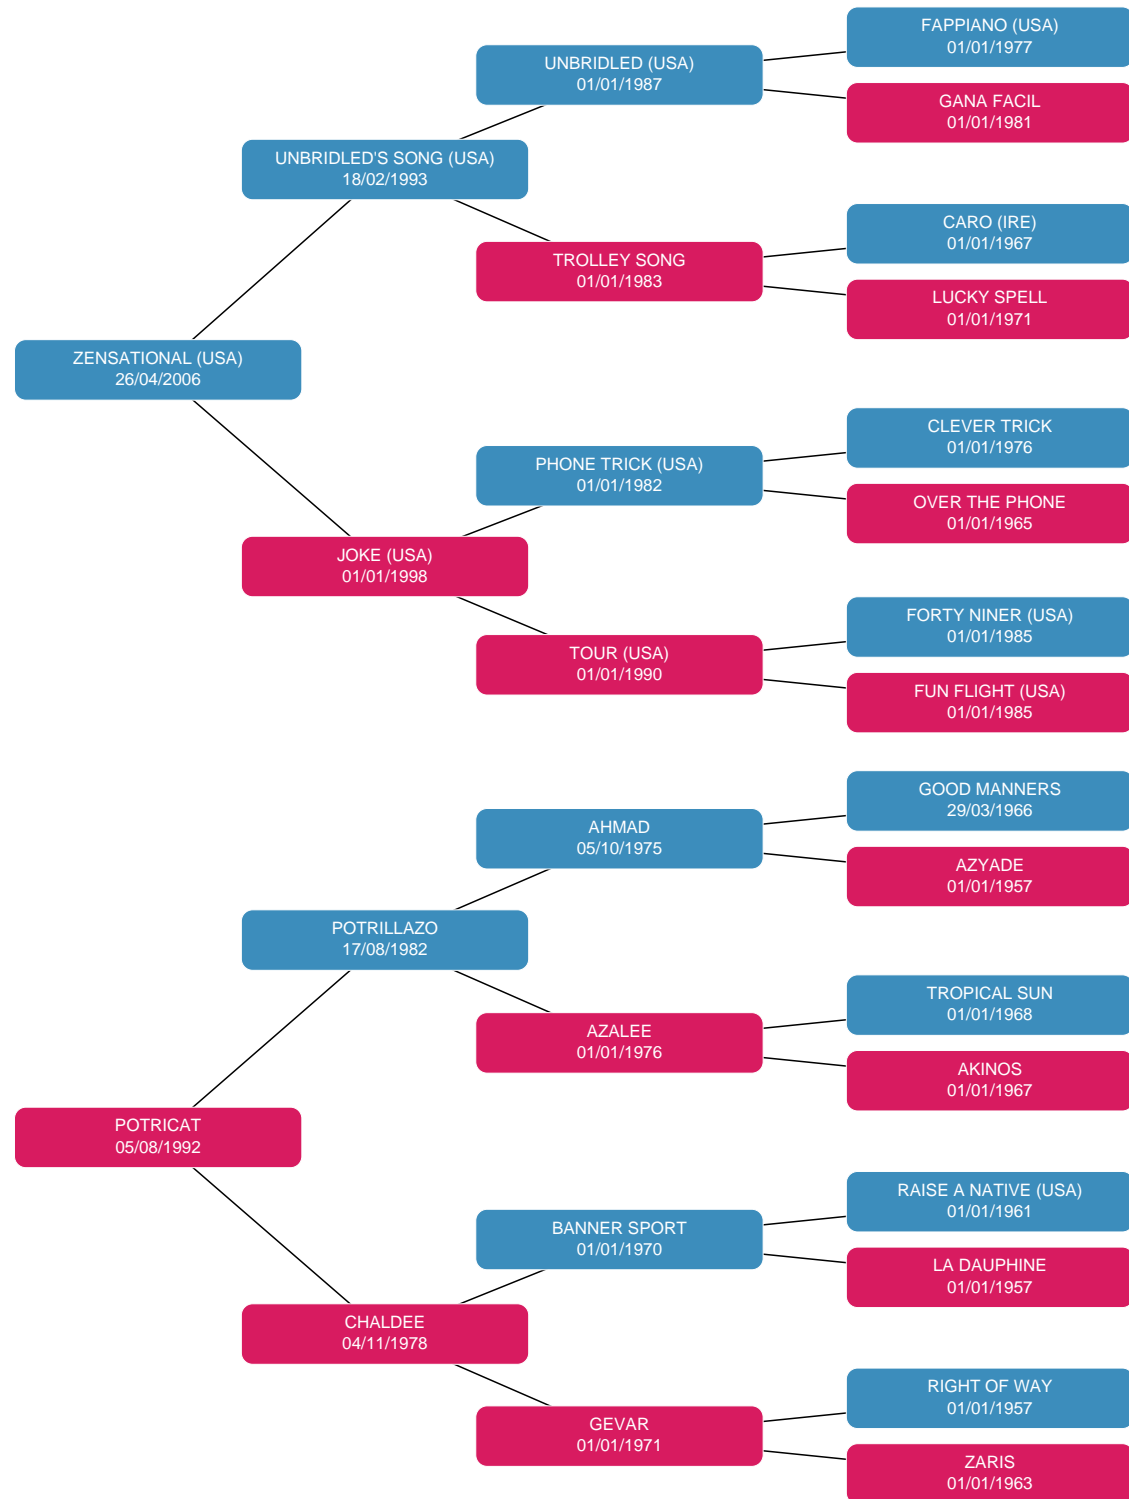 FAPPIANO (USA)
01/01/1977
UNBRIDLED (USA)
01/01/1987
GANA FACIL
01/01/1981
UNBRIDLED'S SONG (USA)
18/02/1993
CARO (IRE)
01/01/1967
TROLLEY SONG
01/01/1983
LUCKY SPELL
01/01/1971
ZENSATIONAL (USA)
26/04/2006
CLEVER TRICK
01/01/1976
PHONE TRICK (USA)
01/01/1982
OVER THE PHONE
01/01/1965
JOKE (USA)
01/01/1998
FORTY NINER (USA)
01/01/1985
TOUR (USA)
01/01/1990
FUN FLIGHT (USA)
01/01/1985
GOOD MANNERS
29/03/1966
AHMAD
05/10/1975
AZYADE
01/01/1957
POTRILLAZO
17/08/1982
TROPICAL SUN
01/01/1968
AZALEE
01/01/1976
AKINOS
01/01/1967
POTRICAT
05/08/1992
RAISE A NATIVE (USA)
01/01/1961
BANNER SPORT
01/01/1970
LA DAUPHINE
01/01/1957
CHALDEE
04/11/1978
RIGHT OF WAY
01/01/1957
GEVAR
01/01/1971
ZARIS
01/01/1963